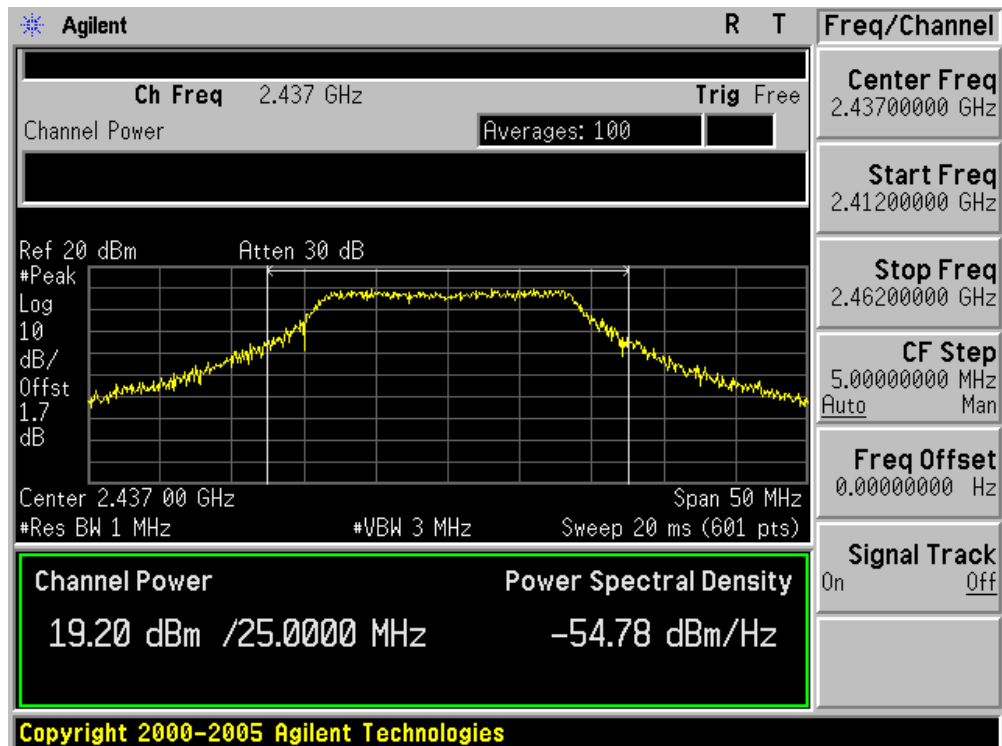 Agilent
R T
Freq/Channel
Ch Freq 2.437 GHz
Trig Free
Channel Power
Averages: 100
Ref 20 dBm
Atten 30 dB
#Peak
Log
10
dB/
Offst
1.7
dB
Center 2.437 00 GHz
Span 50 MHz
#Res BW 1 MHz
#VBW 3 MHz
Sweep 20 ms (601 pts)
Channel Power
Power Spectral Density
19.20 dBm /25.0000 MHz
-54.78 dBm/Hz
Copyright 2000-2005 Agilent Technologies
Center Freq
2.43700000 GHz
Start Freq
2.41200000 GHz
Stop Freq
2.46200000 GHz
CF Step
5.00000000 MHz
Auto Man
Freq Offset
0.00000000 Hz
Signal Track
On Off